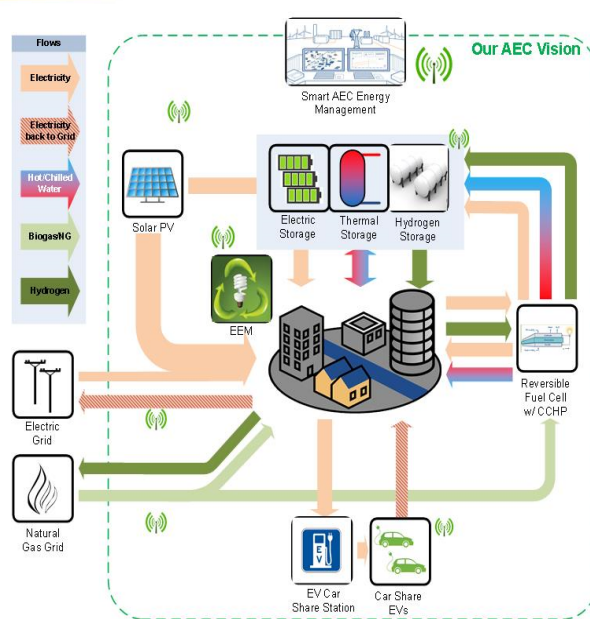 Flows
Electricity
Electricity
back to Grid
Hot/Chilled
Water
Biogas/NG
Hydrogen
Our AEC Vision
Smart AEC Energy
Management
Solar PV
Electric
Storage
Thermal
Storage
Hydrogen
Storage
EEM
Electric
Grid
Natural
Gas Grid
Reversible
Fuel Cell
w/ CCHP
EV
EV Car
Share Station
Car Share
EVs